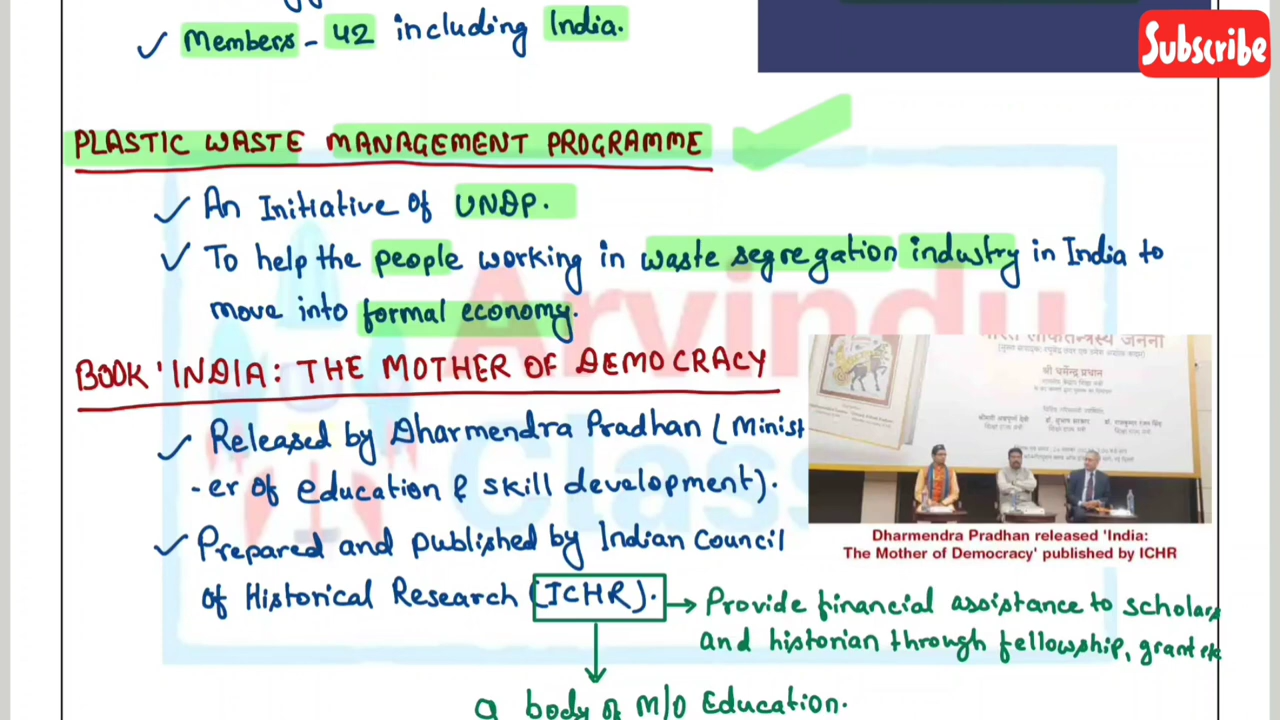 ✓ Members - 42 including India.
Subscribe
PLASTIC WASTE MANAGEMENT PROGRAMME
✓ An Initiative of UNDP.
✓ To help the people working in waste segregation industry in India to
move into formal economy.
BOOK 'INDIA: THE MOTHER OF DEMOCRACY
✓ Released by Dharmendra Pradhan (Minist
-er of education & skill development).
✓ Prepared and published by Indian Council
of Historical Research (ICHR).
→ Provide financial assistance to scholars
and historian through fellowship, grant etc
a body of M/O Education.
श्री धर्मेन्द्र प्रधान
Dharmendra Pradhan released 'India:
The Mother of Democracy' published by ICHR
Arvindu
Class